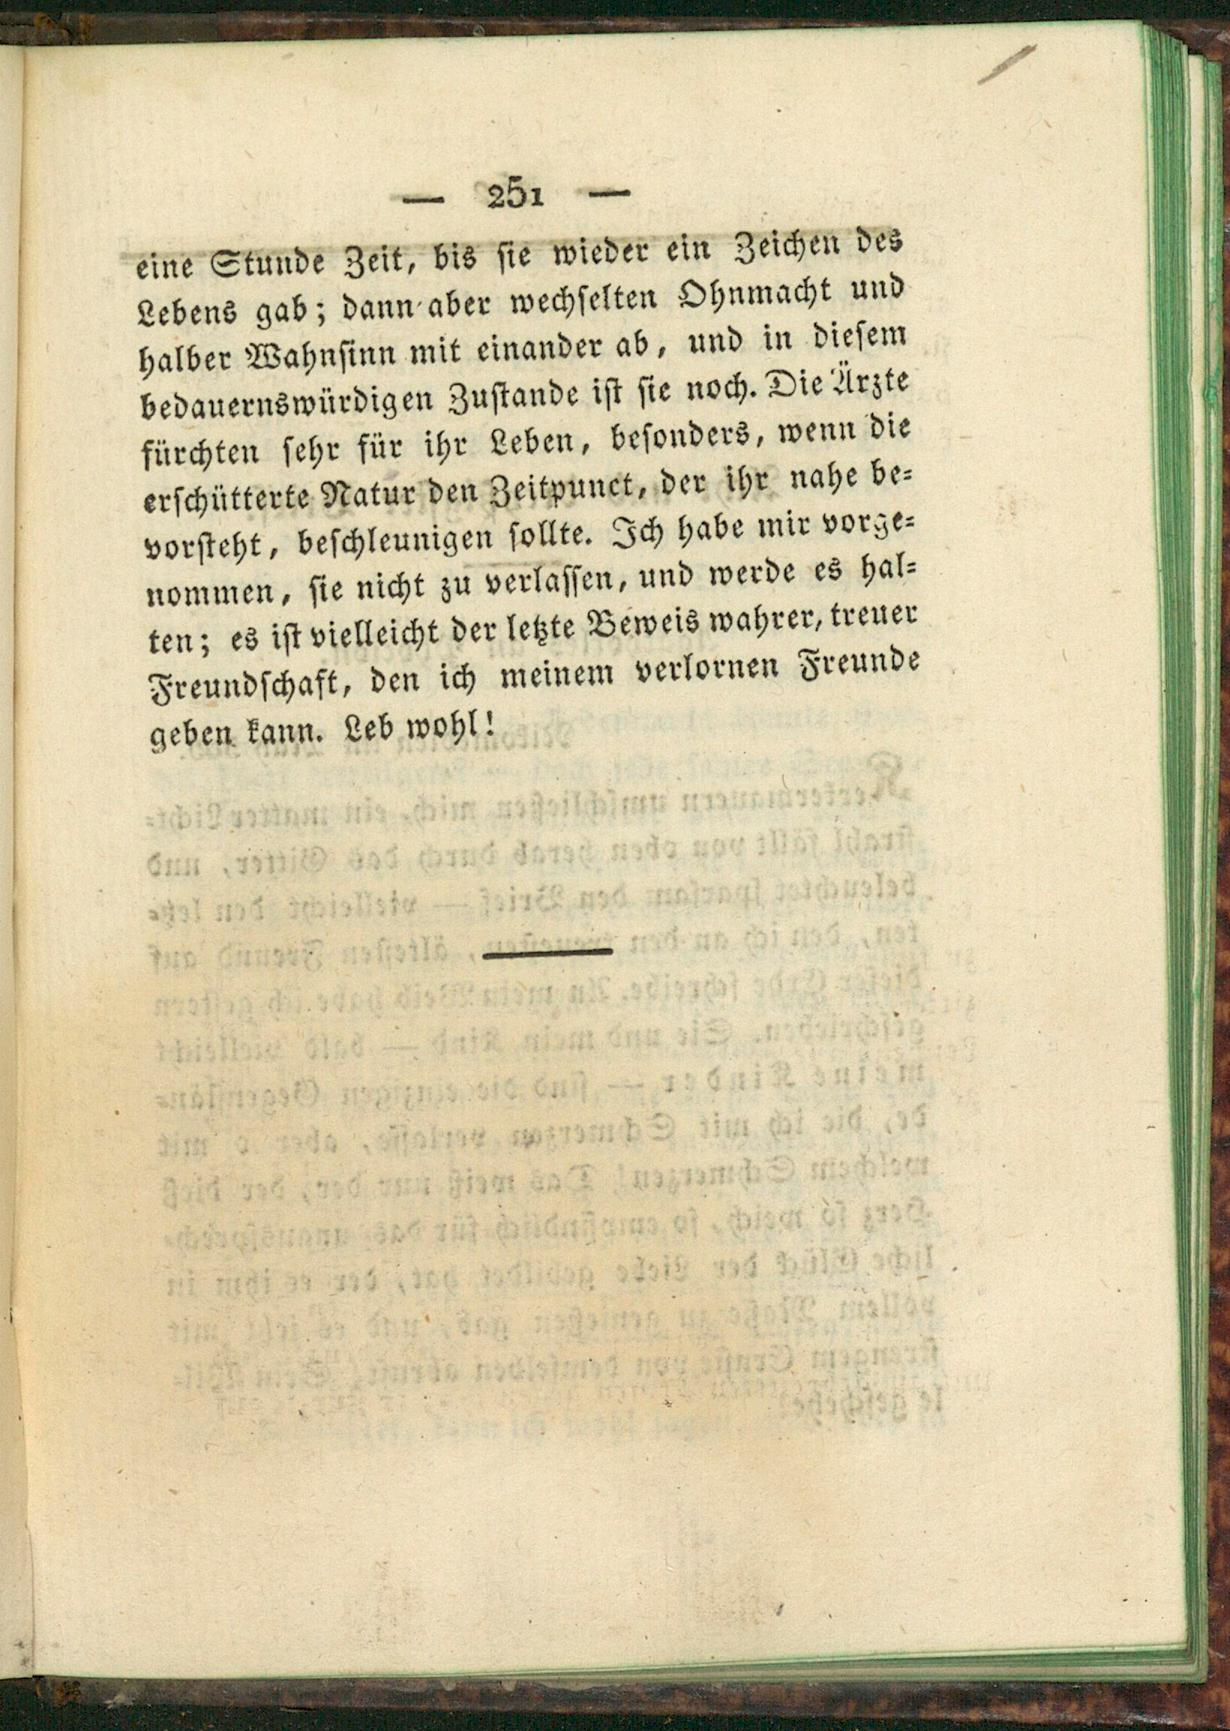 — 251 —
eine Stunde Zeit, bis sie wieder ein Zeichen des
Lebens gab; dann aber wechselten Ohnmacht und
halber Wahnsinn mit einander ab, und in diesem
bedauernswürdigen Zustande ist sie noch. Die Ärzte
fürchten sehr für ihr Leben, besonders, wenn die
erschütterte Natur den Zeitpunct, der ihr nahe be=
vorsteht, beschleunigen sollte. Ich habe mir vorge=
nommen, sie nicht zu verlassen, und werde es hal=
ten; es ist vielleicht der letzte Beweis wahrer, treuer
Freundschaft, den ich meinem verlornen Freunde
geben kann. Leb wohl!